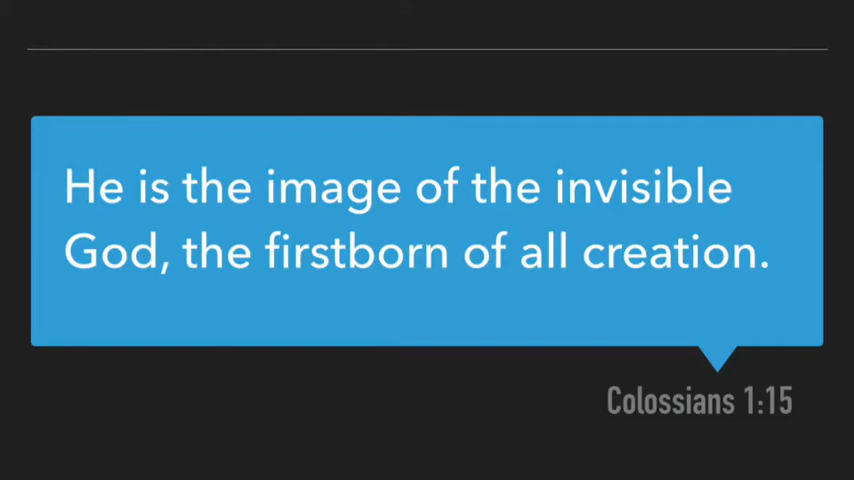 He is the image of the invisible
God, the firstborn of all creation.
Colossians 1:15